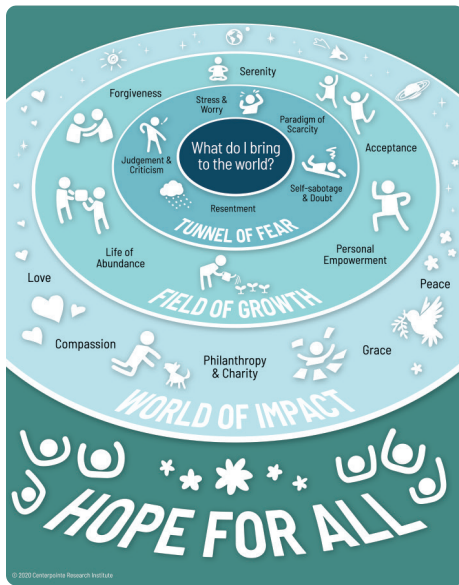 Serenity
Forgiveness
Stress &
Worry
Paradigm of
Scarcity
What do I bring
to the world?
Acceptance
Judgement &
Criticism
Self-sabotage
& Doubt
Resentment
TUNNEL OF FEAR
Life of
Abundance
Personal
Empowerment
FIELD OF GROWTH
Love
Peace
Compassion
Philanthropy
& Charity
Grace
WORLD OF IMPACT
HOPE FOR ALL
© 2020 Centerpointe Research Institute